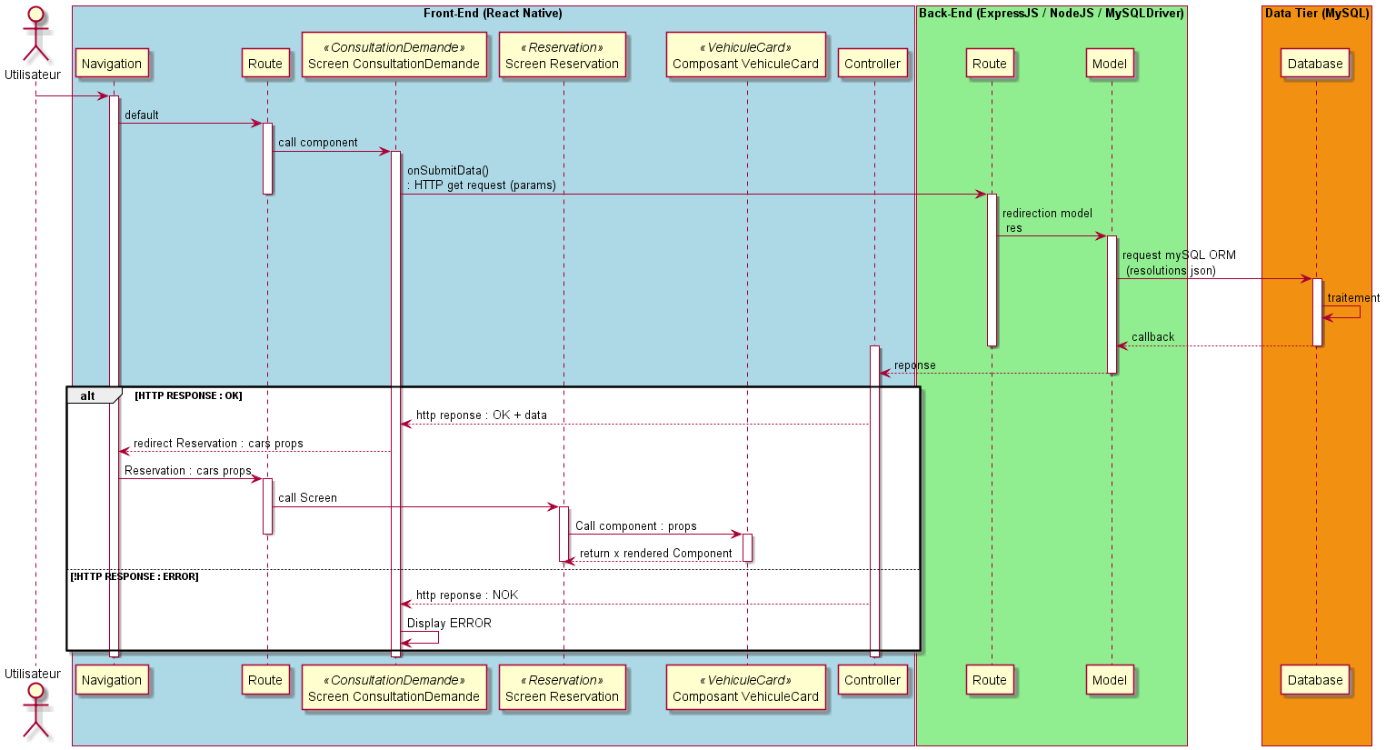 Front-End (React Native)
Back-End (ExpressJS / NodeJS / MySQLDriver)
Data Tier (MySQL)
Utilisateur
Navigation
Route
« ConsultationDemande»
Screen ConsultationDemande
« Reservation»
Screen Reservation
« VehiculeCard»
Composant VehiculeCard
Controller
Route
Model
Database
default
call component
onSubmitData()
: HTTP get request (params)
redirection model
res
request mySQL ORM
(resolutions json)
traitement
callback
reponse
alt
[HTTP RESPONSE : OK]
http reponse : OK + data
redirect Reservation : cars props
Reservation : cars props
call Screen
Call component : props
return x rendered Component
[!HTTP RESPONSE : ERROR]
http reponse : NOK
Display ERROR
Utilisateur
Navigation
Route
« ConsultationDemande»
Screen ConsultationDemande
« Reservation»
Screen Reservation
« VehiculeCard»
Composant VehiculeCard
Controller
Route
Model
Database